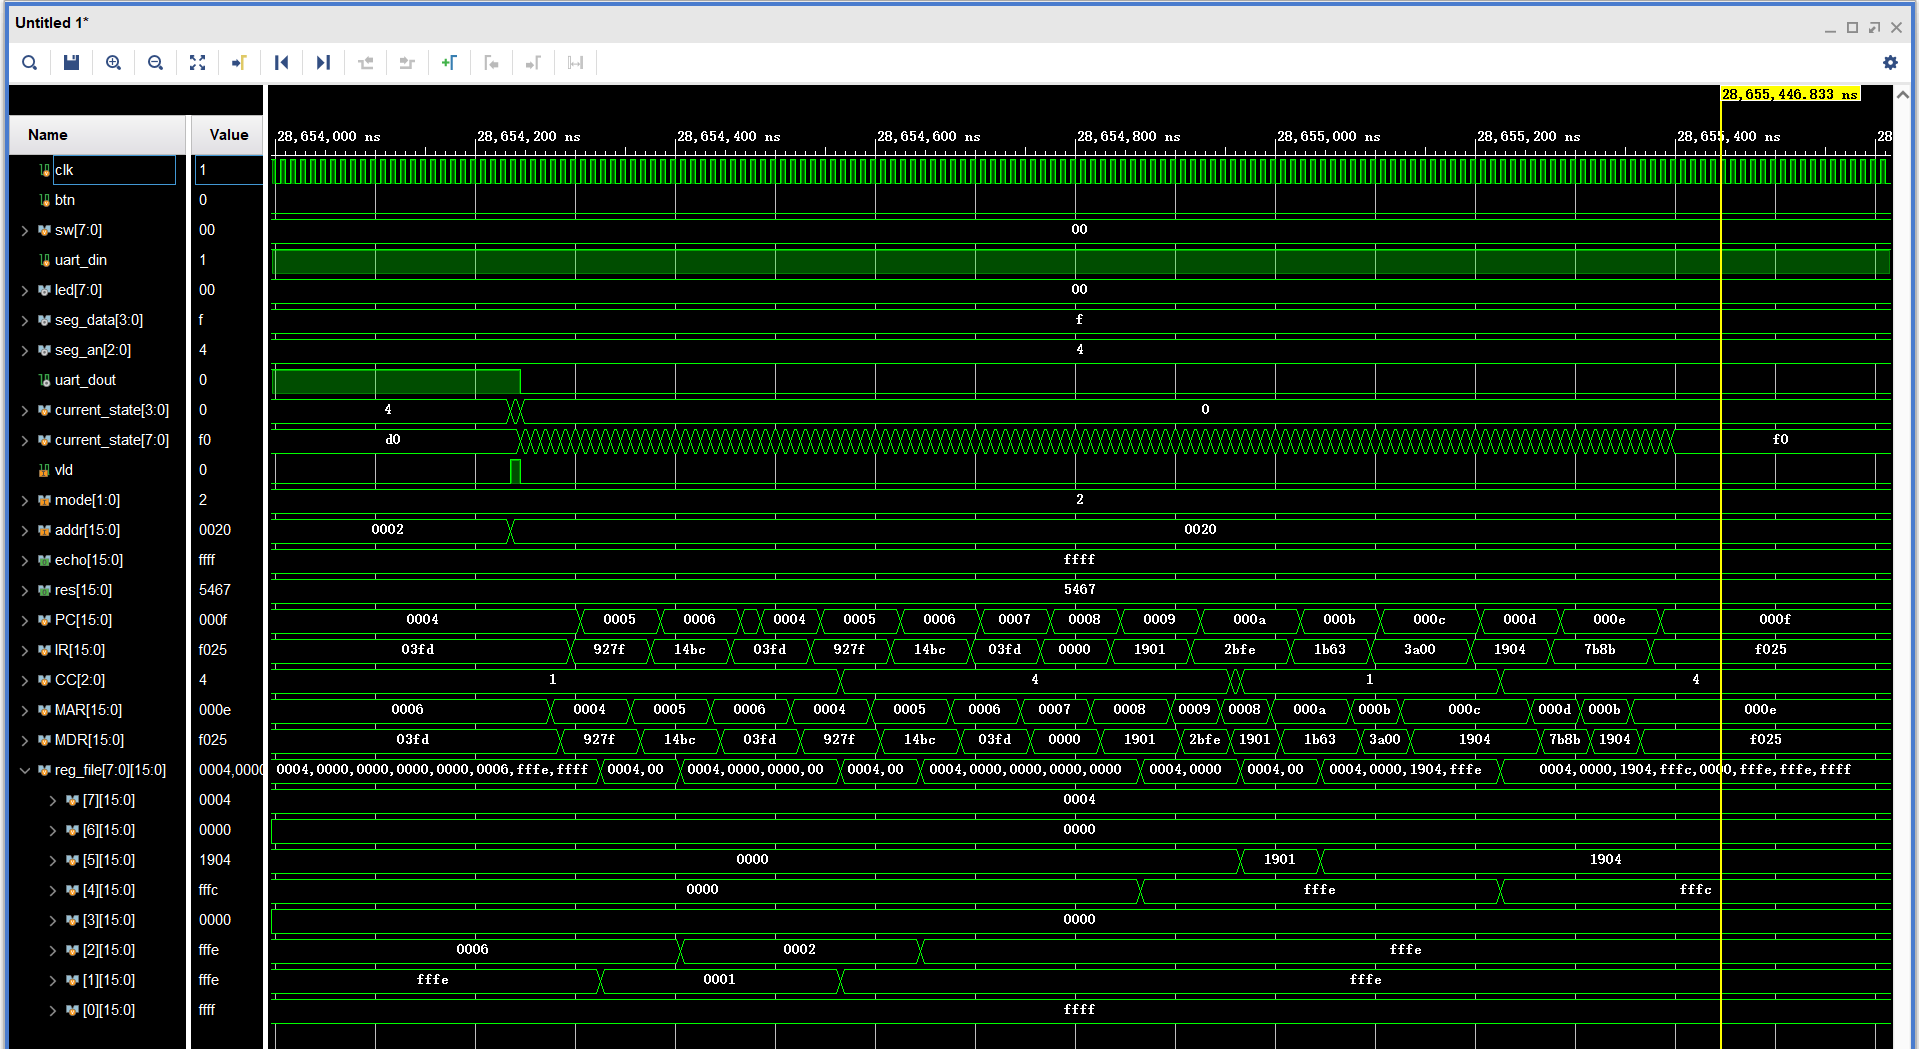 Untitled 1*
28,655,446.833 ns
Name Value
28,654,000 ns 28,654,200 ns 28,654,400 ns 28,654,600 ns 28,654,800 ns 28,655,000 ns 28,655,200 ns 28,655,400 ns 28
clk 1
btn 0
sw[7:0] 00 00
uart_din 1
led[7:0] 00 00
seg_data[3:0] f f
seg_an[2:0] 4 4
uart_dout 0
current_state[3:0] 0 4 0
current_state[7:0] f0 d0 f0
vld 0
mode[1:0] 2 2
addr[15:0] 0020 0002 0020
echo[15:0] ffff ffff
res[15:0] 5467 5467
PC[15:0] 000f 0004 0005 0006 0004 0005 0006 0007 0008 0009 000a 000b 000c 000d 000e 000f
IR[15:0] f025 03fd 927f 14bc 03fd 927f 14bc 03fd 0000 1901 2bfe 1b63 3a00 1904 7b8b f025
CC[2:0] 4 1 4 1 4
MAR[15:0] 000e 0006 0004 0005 0006 0004 0005 0006 0007 0008 0009 0008 000a 000b 000c 000d 000b 000e
MDR[15:0] f025 03fd 927f 14bc 03fd 927f 14bc 03fd 0000 1901 2bfe 1901 1b63 3a00 1904 7b8b 1904 f025
reg_file[7:0][15:0] 0004,0000 0004,0000,0000,0000,0000,0006,fffe,ffff 0004,00 0004,0000,0000,00 0004,00 0004,0000,0000,0000,0000 0004,0000 0004,00 0004,0000,1904,fffe 0004,0000,1904,fffc,0000,fffe,fffe,ffff
[7][15:0] 0004 0004
[6][15:0] 0000 0000
[5][15:0] 1904 0000 1901 1904
[4][15:0] fffc 0000 fffe fffc
[3][15:0] 0000 0000
[2][15:0] fffe 0006 0002 fffe
[1][15:0] fffe fffe 0001 fffe
[0][15:0] ffff ffff